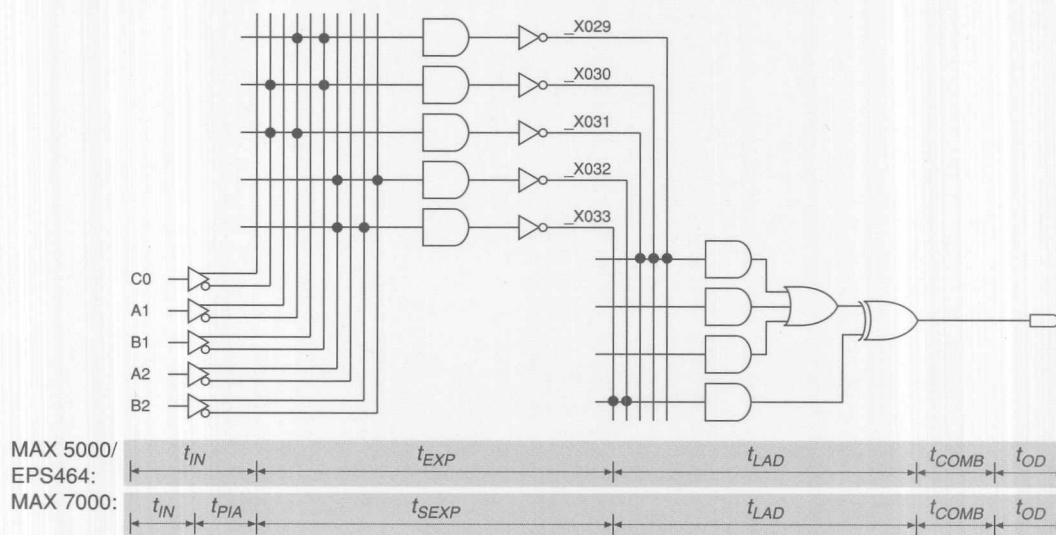 _X029
_X030
_X031
_X032
_X033
C0
A1
B1
A2
B2
MAX 5000/
EPS464:
t_IN t_EXP t_LAD t_COMB t_OD
MAX 7000:
t_IN t_PIA t_SEXP t_LAD t_COMB t_OD